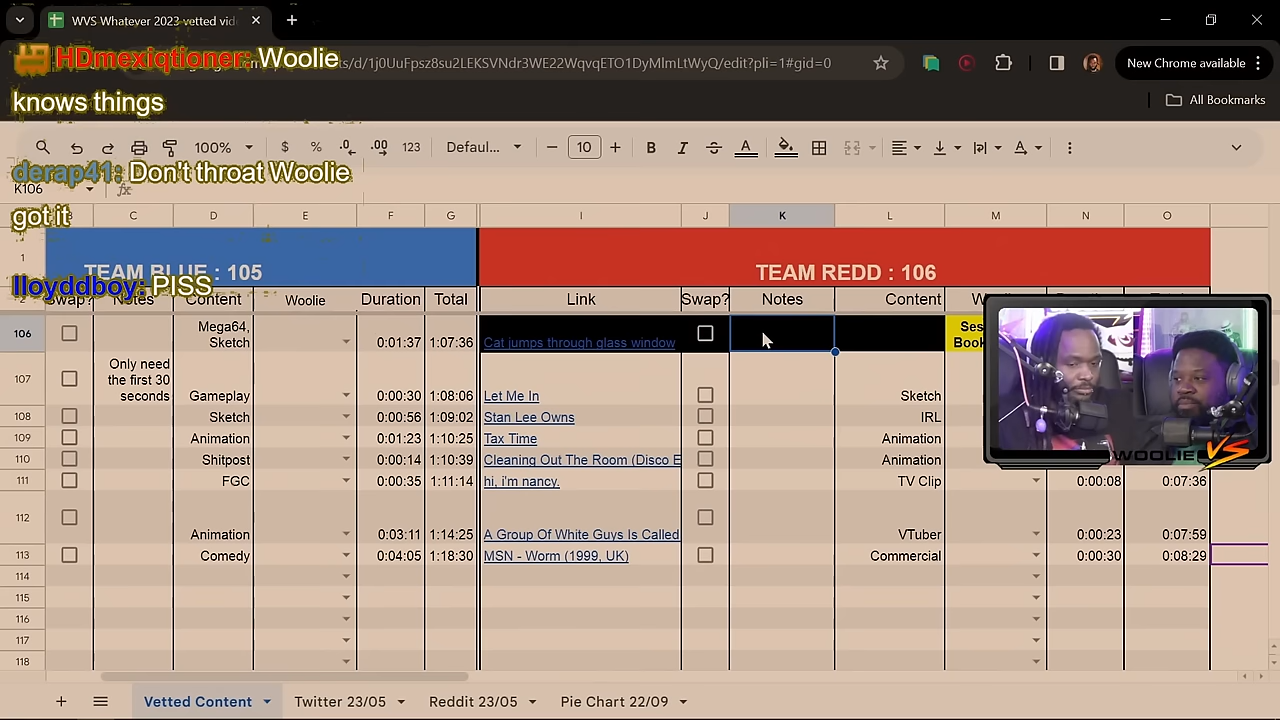 WVS Whatever 2023 vetted vid
HDmexiqtioner: Woolie
knows things
derap41: Don't throat Woolie
got it
lloyddboy: PISS
s/d/1j0UuFpsz8su2LEKSVNdr3WE22WqvqETO1DyMlmLtWyQ/edit?pli=1#gid=0
New Chrome available
All Bookmarks
100% $ % .0 .00 123 Defaul... 10 B I A
K106 fx
C D E F G I J K L M N O
1 TEAM BLUE : 105 TEAM REDD : 106
2 Swap? Notes Content Woolie Duration Total Link Swap? Notes Content
106 Mega64, Sketch 0:01:37 1:07:36 Cat jumps through glass window
107 Only need the first 30 seconds Gameplay 0:00:30 1:08:06 Let Me In Sketch
108 Sketch 0:00:56 1:09:02 Stan Lee Owns IRL
109 Animation 0:01:23 1:10:25 Tax Time Animation
110 Shitpost 0:00:14 1:10:39 Cleaning Out The Room (Disco E Animation
111 FGC 0:00:35 1:11:14 hi, i'm nancy. TV Clip 0:00:08 0:07:36
112 Animation 0:03:11 1:14:25 A Group Of White Guys Is Called VTuber 0:00:23 0:07:59
113 Comedy 0:04:05 1:18:30 MSN - Worm (1999, UK) Commercial 0:00:30 0:08:29
114
115
116
117
118
WOOLIE VS
Vetted Content Twitter 23/05 Reddit 23/05 Pie Chart 22/09